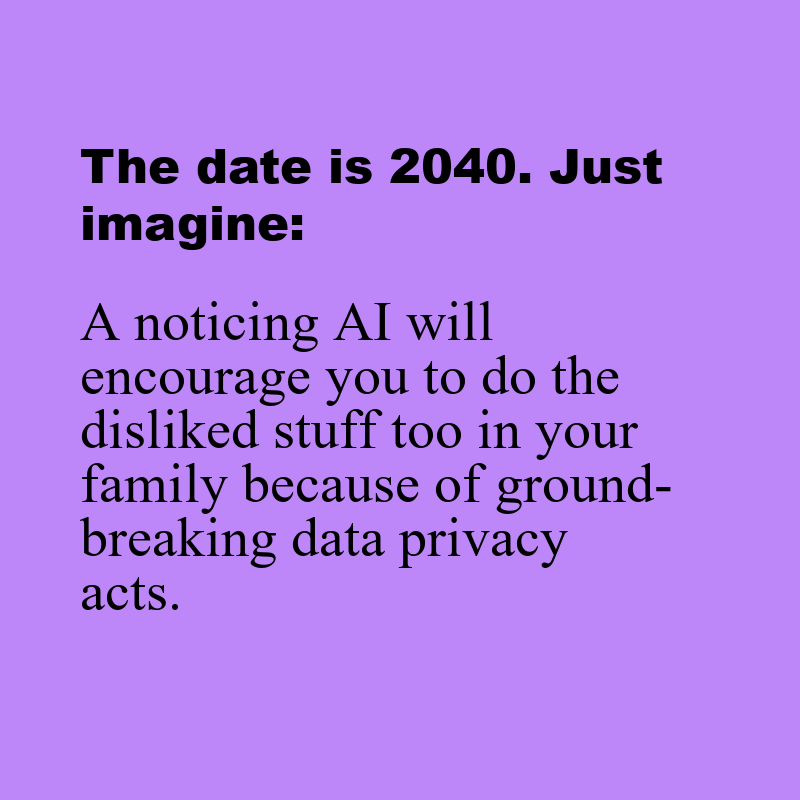 The date is 2040. Just
imagine:
A noticing AI will
encourage you to do the
disliked stuff too in your
family because of ground-
breaking data privacy
acts.